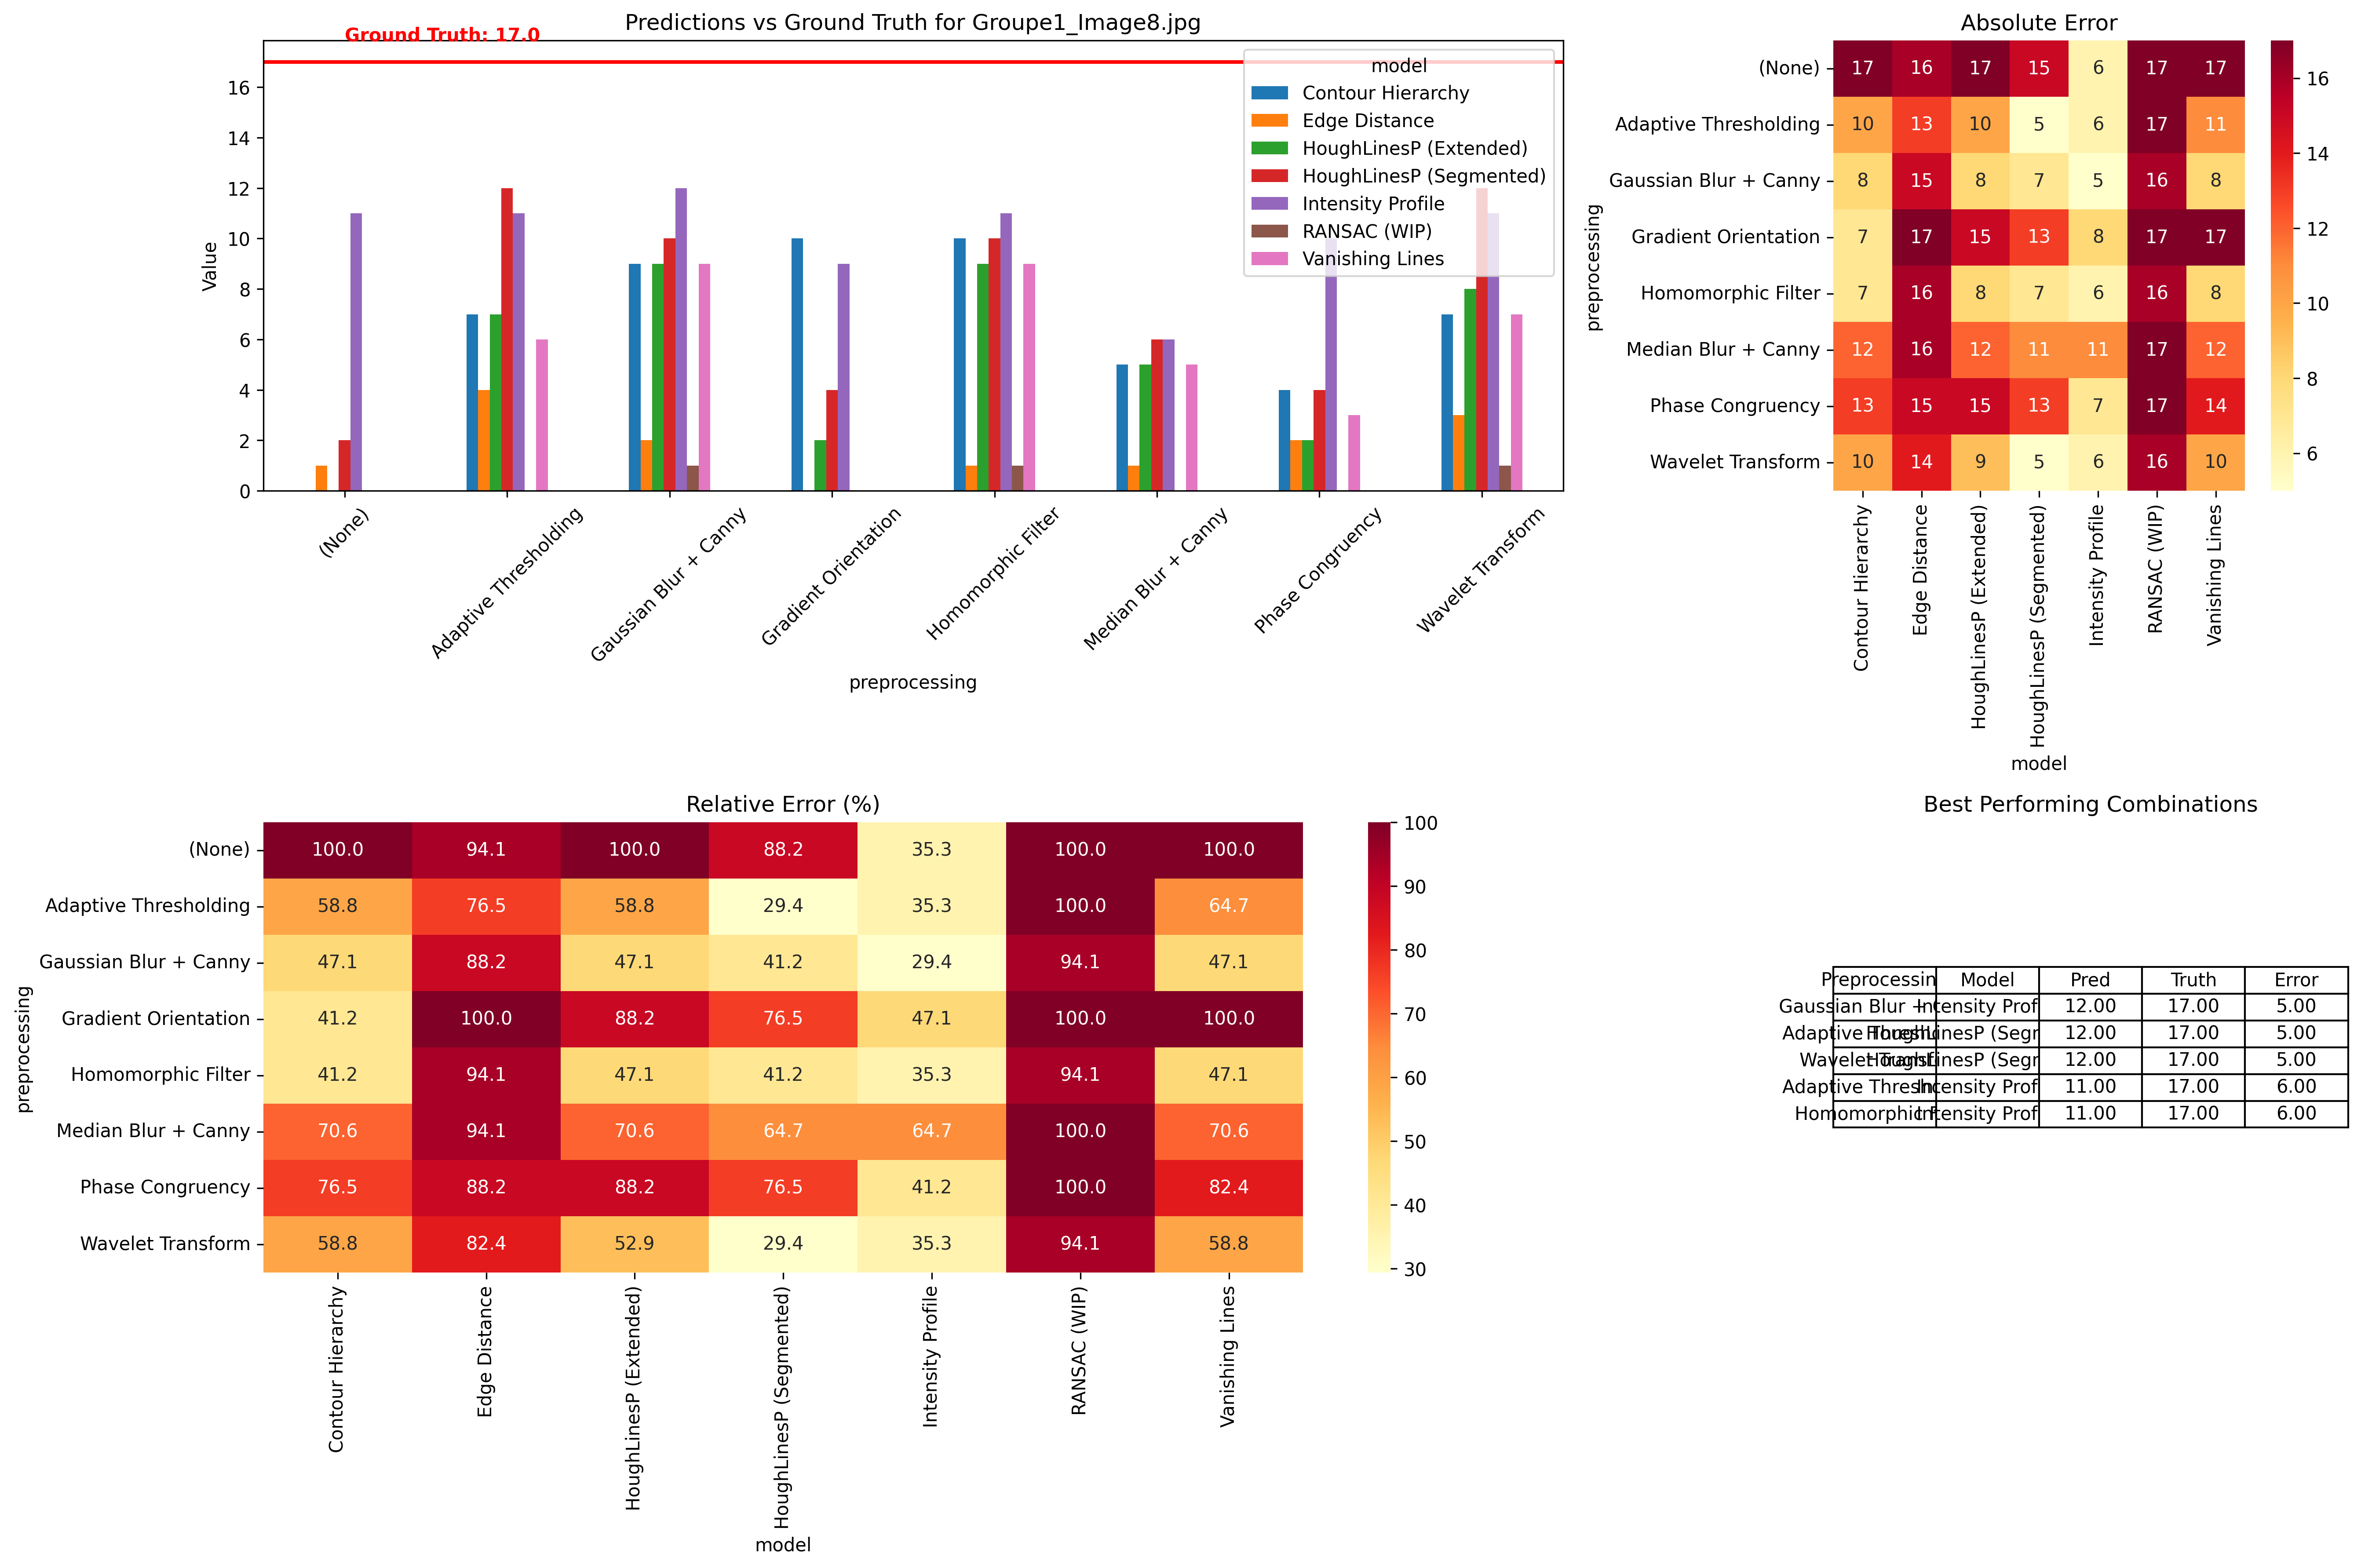 Predictions vs Ground Truth for Groupe1_Image8.jpg
Ground Truth: 17.0
model
Contour Hierarchy
Edge Distance
HoughLinesP (Extended)
HoughLinesP (Segmented)
Intensity Profile
RANSAC (WIP)
Vanishing Lines
Value
16
14
12
10
8
6
4
2
0
(None)
Adaptive Thresholding
Gaussian Blur + Canny
Gradient Orientation
Homomorphic Filter
Median Blur + Canny
Phase Congruency
Wavelet Transform
preprocessing
Absolute Error
preprocessing
(None) 17 16 17 15 6 17 17
Adaptive Thresholding 10 13 10 5 6 17 11
Gaussian Blur + Canny 8 15 8 7 5 16 8
Gradient Orientation 7 17 15 13 8 17 17
Homomorphic Filter 7 16 8 7 6 16 8
Median Blur + Canny 12 16 12 11 11 17 12
Phase Congruency 13 15 15 13 7 17 14
Wavelet Transform 10 14 9 5 6 16 10
Contour Hierarchy
Edge Distance
HoughLinesP (Extended)
HoughLinesP (Segmented)
Intensity Profile
RANSAC (WIP)
Vanishing Lines
model
16
14
12
10
8
6
Relative Error (%)
preprocessing
(None) 100.0 94.1 100.0 88.2 35.3 100.0 100.0
Adaptive Thresholding 58.8 76.5 58.8 29.4 35.3 100.0 64.7
Gaussian Blur + Canny 47.1 88.2 47.1 41.2 29.4 94.1 47.1
Gradient Orientation 41.2 100.0 88.2 76.5 47.1 100.0 100.0
Homomorphic Filter 41.2 94.1 47.1 41.2 35.3 94.1 47.1
Median Blur + Canny 70.6 94.1 70.6 64.7 64.7 100.0 70.6
Phase Congruency 76.5 88.2 88.2 76.5 41.2 100.0 82.4
Wavelet Transform 58.8 82.4 52.9 29.4 35.3 94.1 58.8
Contour Hierarchy
Edge Distance
HoughLinesP (Extended)
HoughLinesP (Segmented)
Intensity Profile
RANSAC (WIP)
Vanishing Lines
model
100
90
80
70
60
50
40
30
Best Performing Combinations
Preprocessin Model Pred Truth Error
Gaussian Blur + Intensity Prof 12.00 17.00 5.00
Adaptive HoughLinesP (Segr 12.00 17.00 5.00
Wavelet HoughLinesP (Segr 12.00 17.00 5.00
Adaptive Intensity Prof 11.00 17.00 6.00
Homomorphic Intensity Prof 11.00 17.00 6.00